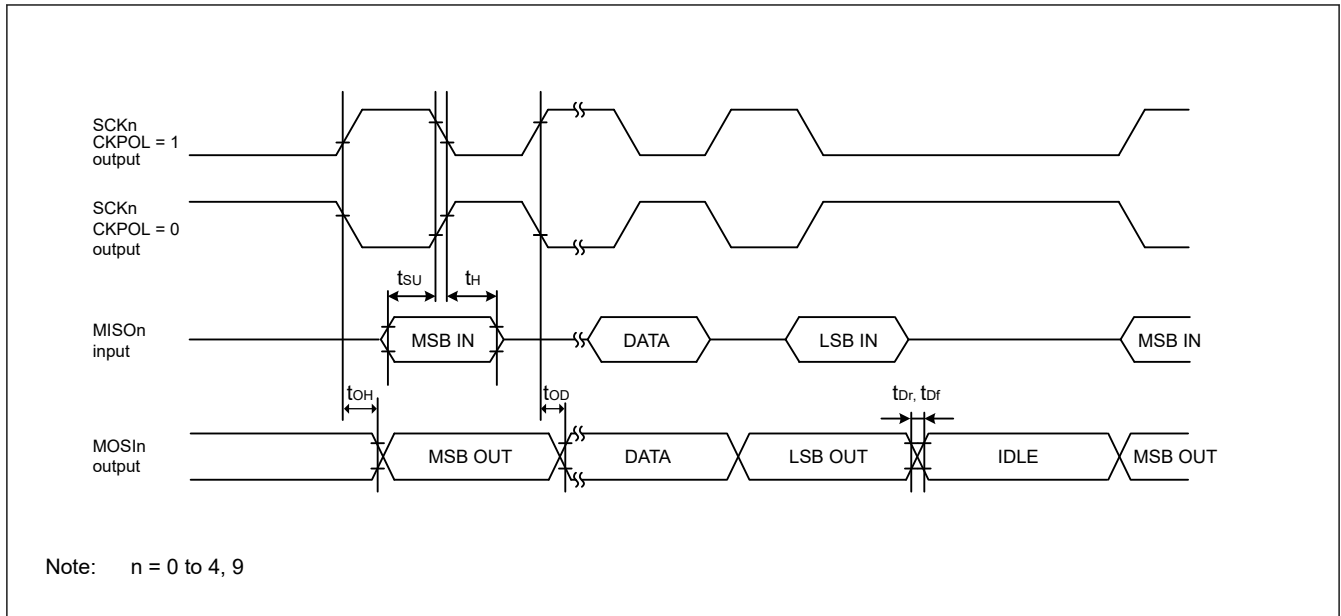 SCKn
CKPOL = 1
output
SCKn
CKPOL = 0
output
tSU
tH
MISOn
input
MSB IN
DATA
LSB IN
MSB IN
tOH
tOD
tDr, tDf
MOSIn
output
MSB OUT
DATA
LSB OUT
IDLE
MSB OUT
Note: n = 0 to 4, 9